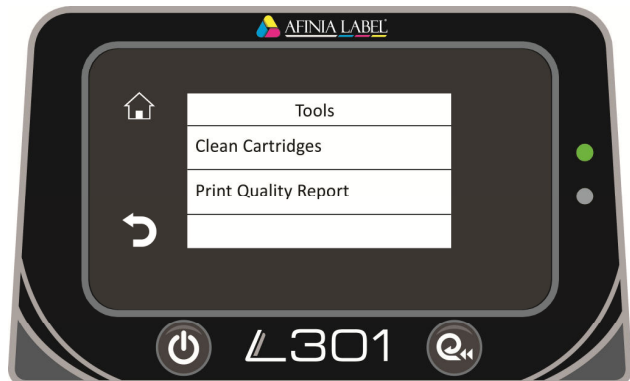 AFINIA LABEL
Tools
Clean Cartridges
Print Quality Report
L301